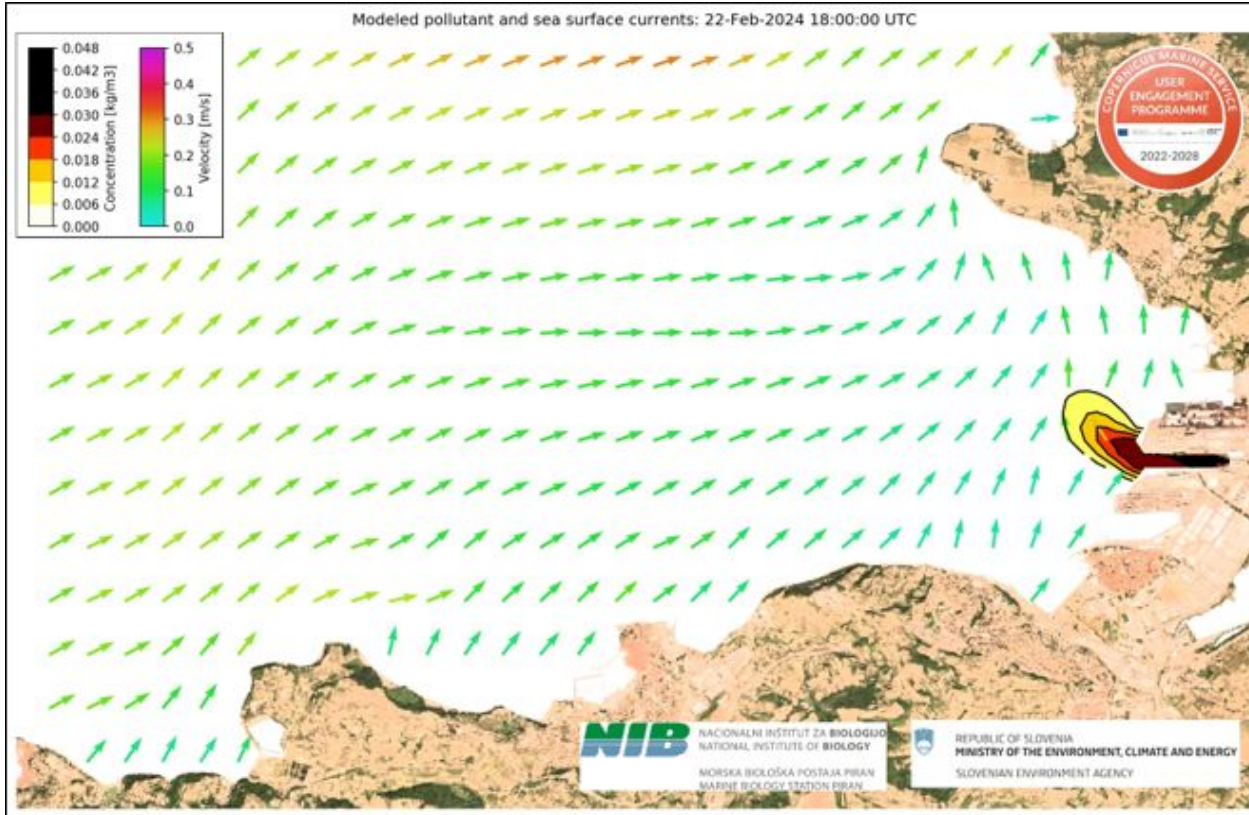 Modeled pollutant and sea surface currents: 22-Feb-2024 18:00:00 UTC
0.048
0.042
0.036
0.030
0.024
0.018
0.012
0.006
0.000
Concentration [kg/m3]
0.5
0.4
0.3
0.2
0.1
0.0
Velocity [m/s]
COPERNICUS MARINE SERVICE
USER
ENGAGEMENT
PROGRAMME
2022-2028
NIB
NACIONALNI INŠTITUT ZA BIOLOGIJO
NATIONAL INSTITUTE OF BIOLOGY
MORSKA BIOLOŠKA POSTAJA PIRAN
MARINE BIOLOGY STATION PIRAN
REPUBLIC OF SLOVENIA
MINISTRY OF THE ENVIRONMENT, CLIMATE AND ENERGY
SLOVENIAN ENVIRONMENT AGENCY